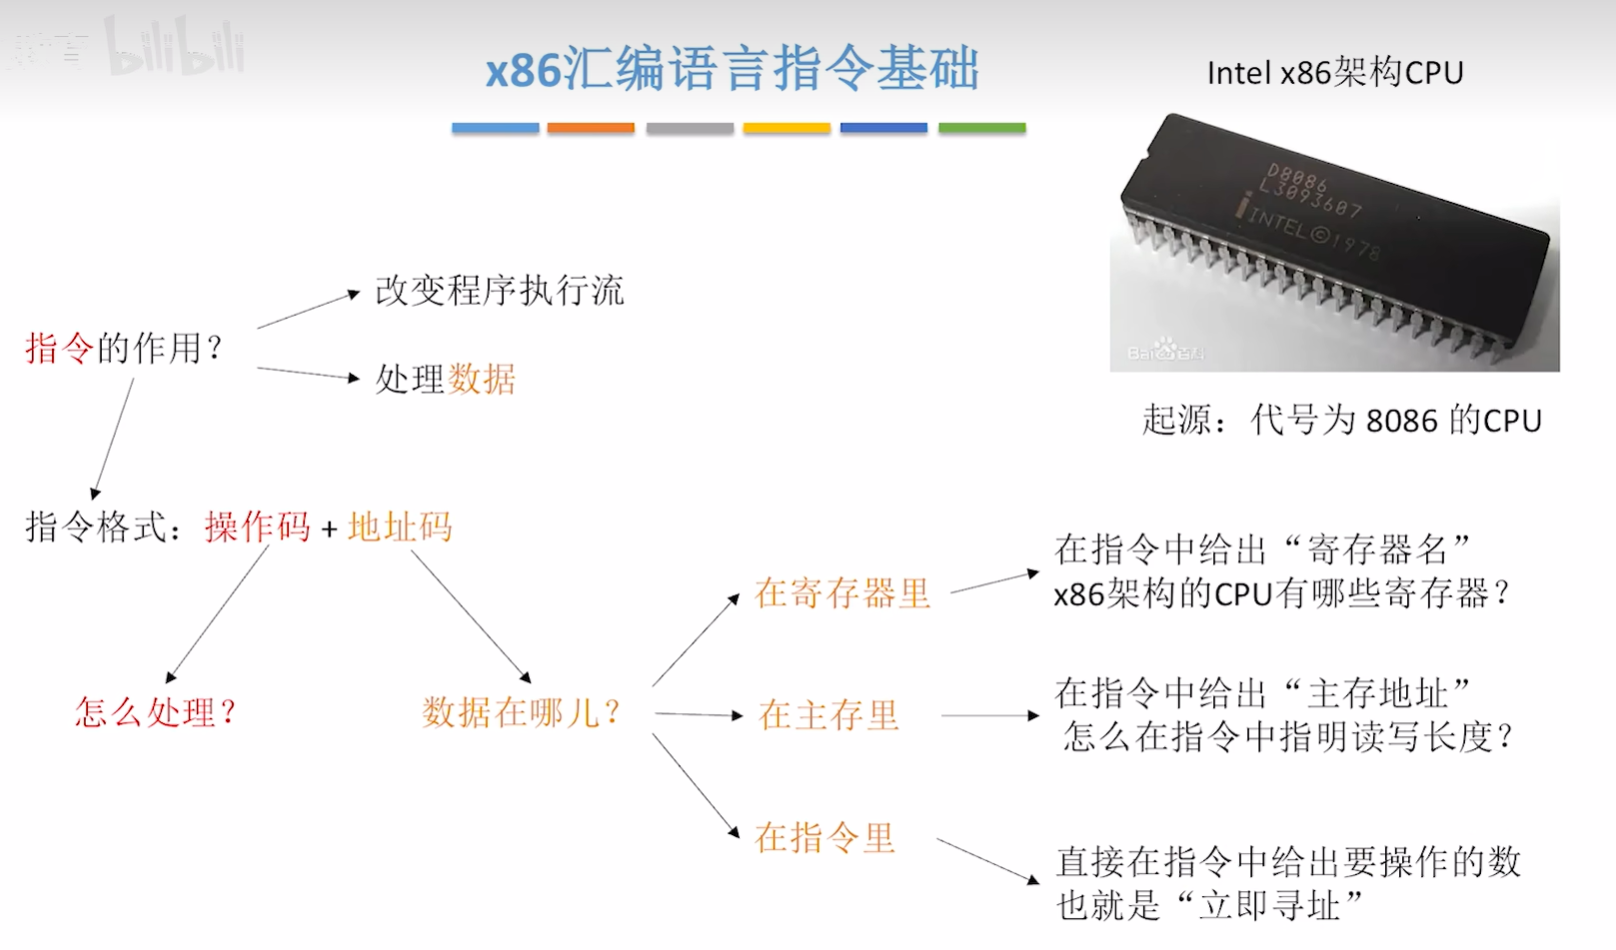 教育 bilibili
x86汇编语言指令基础
Intel x86架构CPU
D8086
L3093607
INTEL©1978
Bai百科
起源：代号为 8086 的CPU
指令的作用？
改变程序执行流
处理数据
指令格式：操作码 + 地址码
怎么处理？
数据在哪儿？
在寄存器里
在指令中给出“寄存器名”
x86架构的CPU有哪些寄存器？
在主存里
在指令中给出“主存地址”
怎么在指令中指明读写长度？
在指令里
直接在指令中给出要操作的数
也就是“立即寻址”